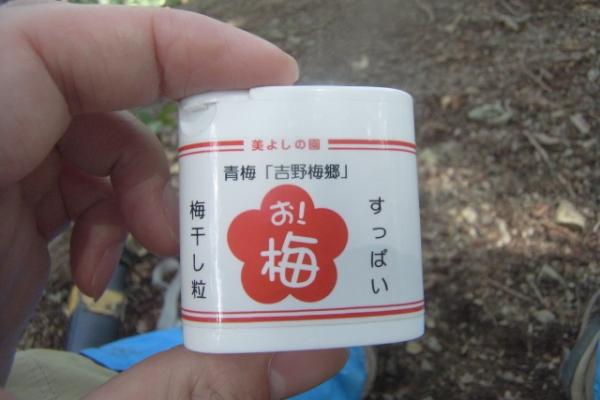 美よしの園
青梅「吉野梅郷」
お!
梅
すっぱい
梅干し粒